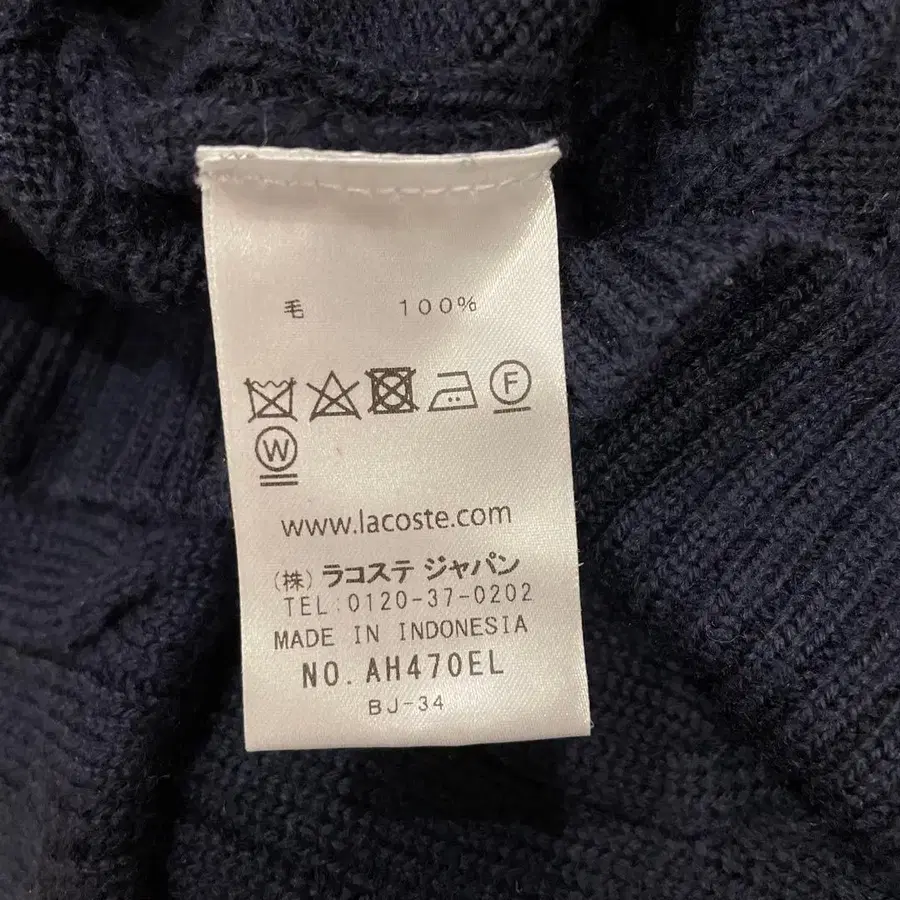 毛 100%
F
W
www.lacoste.com
(株)ラコステ ジャパン
TEL:0120-37-0202
MADE IN INDONESIA
NO.AH470EL
BJ-34